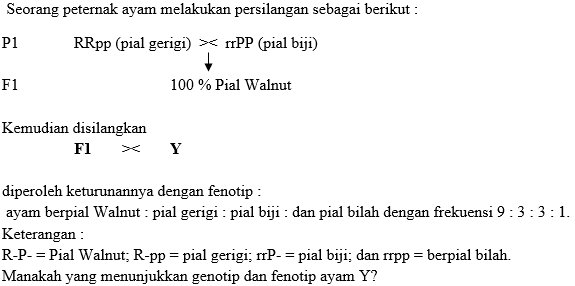 Seorang peternak ayam melakukan persilangan sebagai berikut :
P1 RRpp (pial gerigi) >< rrPP (pial biji)
F1 100 % Pial Walnut
Kemudian disilangkan
F1 >< Y
diperoleh keturunannya dengan fenotip :
ayam berpial Walnut : pial gerigi : pial biji : dan pial bilah dengan frekuensi 9 : 3 : 3 : 1.
Keterangan :
R-P- = Pial Walnut; R-pp = pial gerigi; rrP- = pial biji; dan rrpp = berpial bilah.
Manakah yang menunjukkan genotip dan fenotip ayam Y?